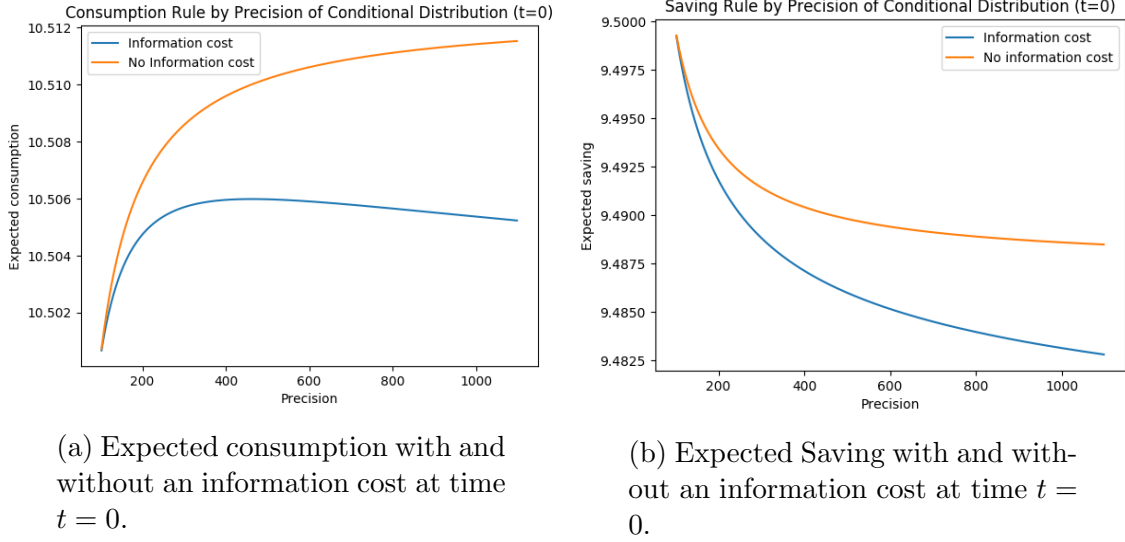 Consumption Rule by Precision of Conditional Distribution (t=0)
10.512
10.510
10.508
10.506
10.504
10.502
Expected consumption
Information cost
No Information cost
200 400 600 800 1000
Precision
(a) Expected consumption with and
without an information cost at time
t = 0.
Saving Rule by Precision of Conditional Distribution (t=0)
9.5000
9.4975
9.4950
9.4925
9.4900
9.4875
9.4850
9.4825
Expected saving
Information cost
No information cost
200 400 600 800 1000
Precision
(b) Expected Saving with and with-
out an information cost at time t =
0.